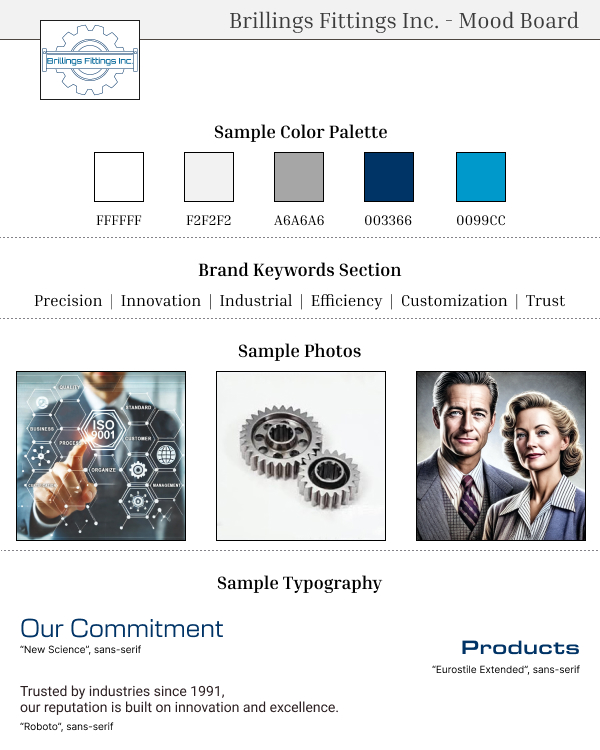 Brillings Fittings Inc. - Mood Board
Brillings Fittings Inc.
Sample Color Palette
FFFFFF
F2F2F2
A6A6A6
003366
0099CC
Brand Keywords Section
Precision | Innovation | Industrial | Efficiency | Customization | Trust
Sample Photos
QUALITY
STANDARD
ISO
9001
BUSINESS
PROCESS
CUSTOMER
ORGANIZE
MANAGEMENT
Sample Typography
Our Commitment
“New Science”, sans-serif
Products
“Eurostile Extended”, sans-serif
Trusted by industries since 1991,
our reputation is built on innovation and excellence.
“Roboto”, sans-serif